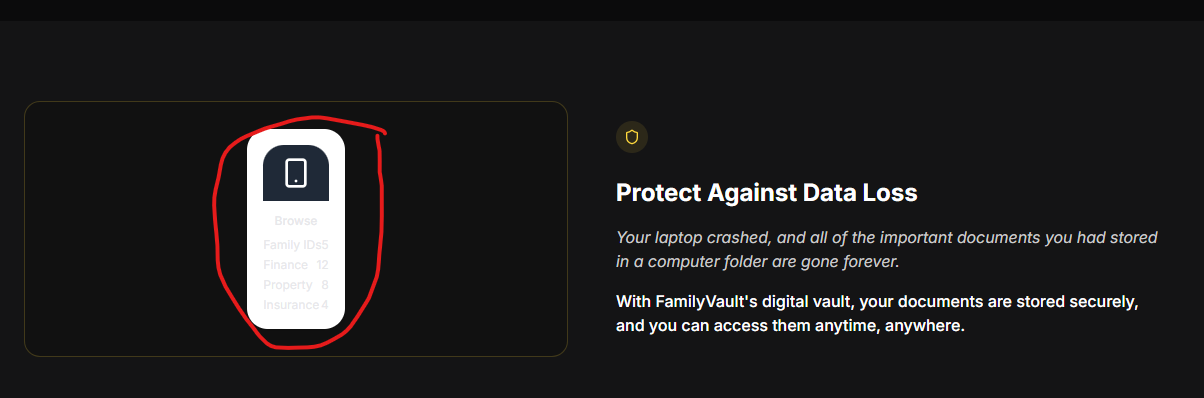 Browse
Family IDs5
Finance 12
Property 8
Insurance 4
Protect Against Data Loss
Your laptop crashed, and all of the important documents you had stored
in a computer folder are gone forever.
With FamilyVault's digital vault, your documents are stored securely,
and you can access them anytime, anywhere.